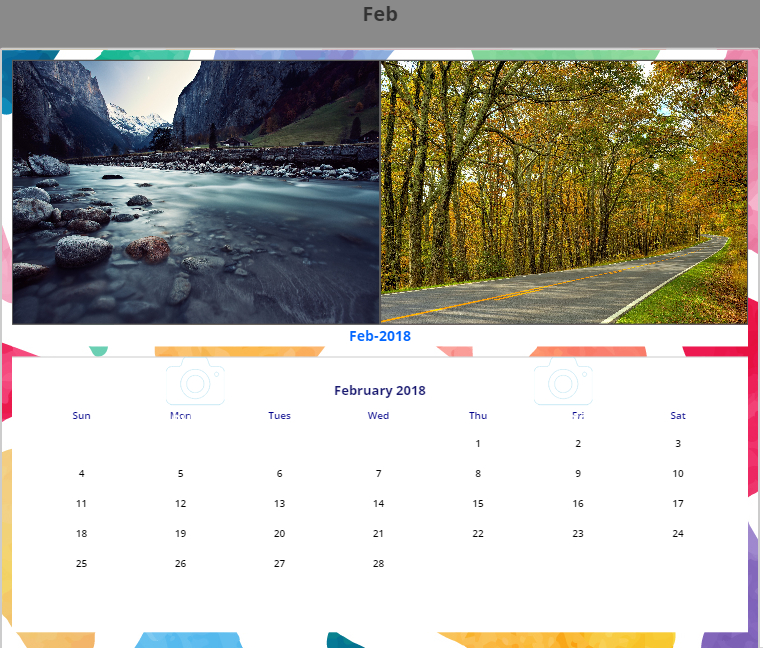 Feb
Feb-2018
February 2018
Sun Mon Tues Wed Thu Fri Sat
1 2 3
4 5 6 7 8 9 10
11 12 13 14 15 16 17
18 19 20 21 22 23 24
25 26 27 28